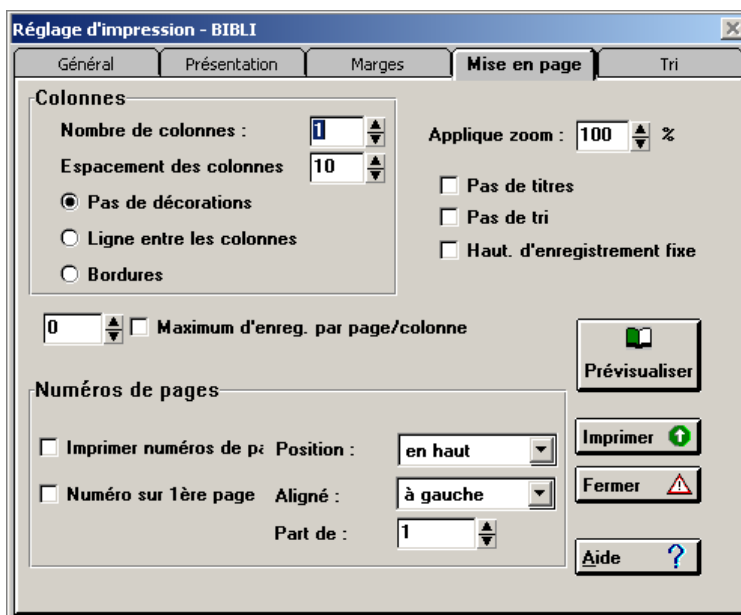 Réglage d'impression - BIBLI
Général Présentation Marges Mise en page Tri
Colonnes
Nombre de colonnes : 1
Applique zoom : 100 %
Espacement des colonnes 10
Pas de titres
Pas de décorations
Pas de tri
Ligne entre les colonnes
Haut. d'enregistrement fixe
Bordures
0 Maximum d'enreg. par page/colonne
Prévisualiser
Numéros de pages
Imprimer numéros de pa Position : en haut
Imprimer
Numéro sur 1ère page Aligné : à gauche
Fermer
Part de : 1
Aide ?